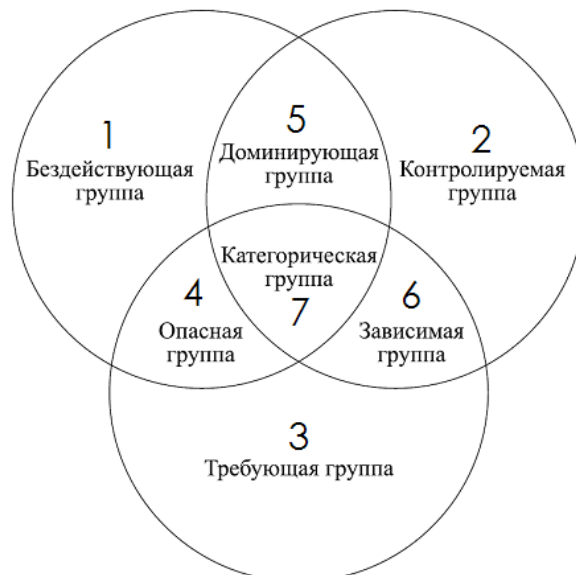 1
Бездействующая
группа
5
Доминирующая
группа
2
Контролируемая
группа
Категорическая
группа
7
4
Опасная
группа
6
Зависимая
группа
3
Требующая группа